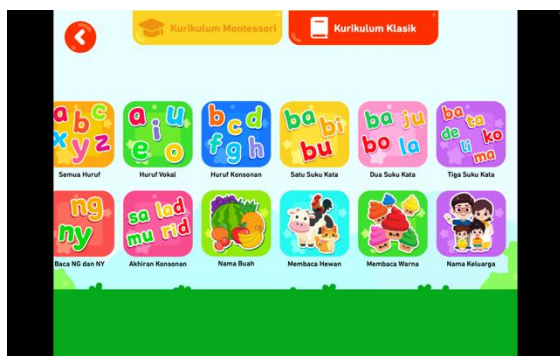 Kurikulum Montessori
Kurikulum Klasik
a b c
x y z
a i u
e o
b c d
f g h
ba bi
bu
ba ju
bo la
ba ta
de li ko
ma
Semua Huruf
Huruf Vokal
Huruf Konsonan
Satu Suku Kata
Dua Suku Kata
Tiga Suku Kata
ng
ny
sa lad
mu rid
Baca NG dan NY
Akhiran Konsonan
Nama Buah
Membaca Hewan
Membaca Warna
Nama Keluarga